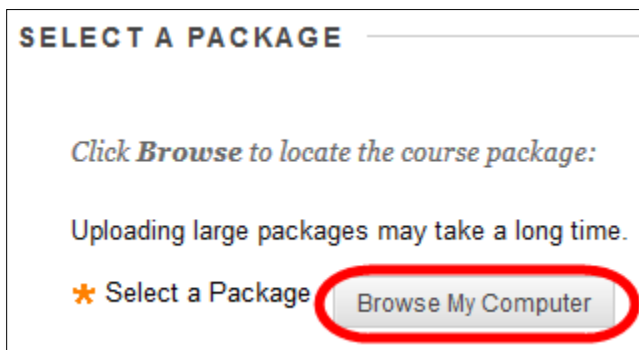 SELECT A PACKAGE
Click Browse to locate the course package:
Uploading large packages may take a long time.
* Select a Package Browse My Computer